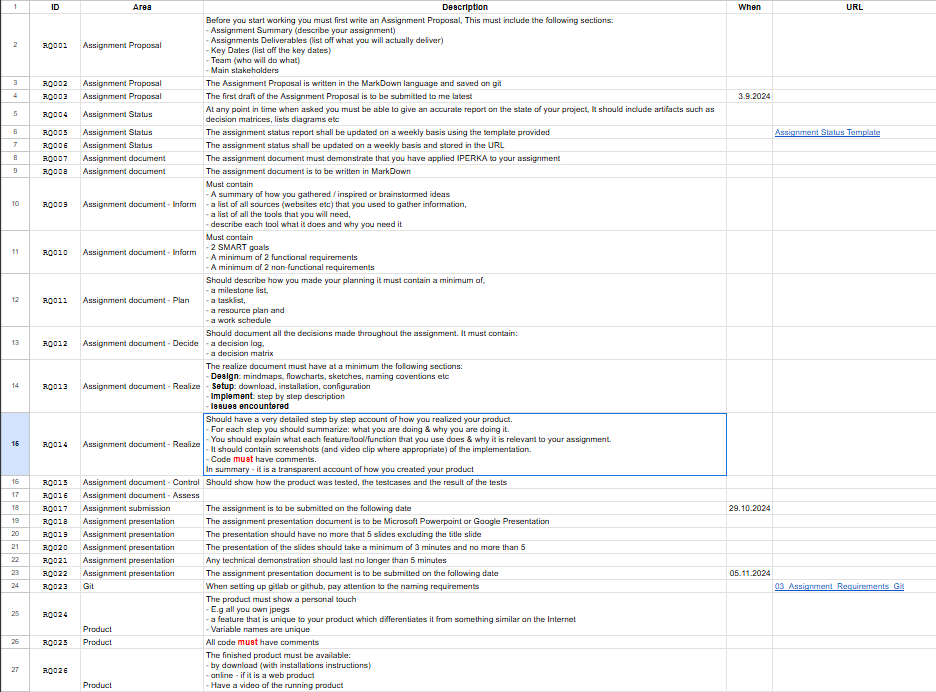 1 ID Area Description When URL
2 RQ001 Assignment Proposal Before you start working you must first write an Assignment Proposal, This must include the following sections:
- Assignment Summary (describe your assignment)
- Assignments Deliverables (list off what you will actually deliver)
- Key Dates (list off the key dates)
- Team (who will do what)
- Main stakeholders
3 RQ002 Assignment Proposal The Assignment Proposal is written in the MarkDown language and saved on git
4 RQ003 Assignment Proposal The first draft of the Assignment Proposal is to be submitted to me latest 3.9.2024
5 RQ004 Assignment Status At any point in time when asked you must be able to give an accurate report on the state of your project, It should include artifacts such as
decision matrices, lists diagrams etc
6 RQ005 Assignment Status The assignment status report shall be updated on a weekly basis using the template provided Assignment Status Template
7 RQ006 Assignment Status The assignment status shall be updated on a weekly basis and stored in the URL
8 RQ007 Assignment document The assignment document must demonstrate that you have applied IPERKA to your assignment
9 RQ008 Assignment document The assignment document is to be written in MarkDown
10 RQ009 Assignment document - Inform Must contain
- A summary of how you gathered / inspired or brainstormed ideas
- a list of all sources (websites etc) that you used to gather information,
- a list of all the tools that you will need,
- describe each tool what it does and why you need it
11 RQ010 Assignment document - Inform Must contain
- 2 SMART goals
- A minimum of 2 functional requirements
- A minimum of 2 non-functional requirements
12 RQ011 Assignment document - Plan Should describe how you made your planning it must contain a minimum of,
- a milestone list,
- a tasklist,
- a resource plan and
- a work schedule
13 RQ012 Assignment document - Decide Should document all the decisions made throughout the assignment. It must contain:
- a decision log,
- a decision matrix
14 RQ013 Assignment document - Realize The realize document must have at a minimum the following sections:
- Design: mindmaps, flowcharts, sketches, naming coventions etc
- Setup: download, installation, configuration
- Implement: step by step description
- Issues encountered
15 RQ014 Assignment document - Realize Should have a very detailed step by step account of how you realized your product.
- For each step you should summarize: what you are doing & why you are doing it.
- You should explain what each feature/tool/function that you use does & why it is relevant to your assignment.
- It should contain screenshots (and video clip where appropriate) of the implementation.
- Code must have comments.
In summary - it is a transparent account of how you created your product
16 RQ015 Assignment document - Control Should show how the product was tested, the testcases and the result of the tests
17 RQ016 Assignment document - Assess
18 RQ017 Assignment submission The assignment is to be submitted on the following date 29.10.2024
19 RQ018 Assignment presentation The assignment presentation document is to be Microsoft Powerpoint or Google Presentation
20 RQ019 Assignment presentation The presentation should have no more that 5 slides excluding the title slide
21 RQ020 Assignment presentation The presentation of the slides should take a minimum of 3 minutes and no more than 5
22 RQ021 Assignment presentation Any technical demonstration should last no longer than 5 minutes
23 RQ022 Assignment presentation The assignment presentation document is to be submitted on the following date 05.11.2024
24 RQ023 Git When setting up gitlab or github, pay attention to the naming requirements 03_Assignment_Requirements_Git
25 RQ024 Product The product must show a personal touch
- E.g all you own jpegs
- a feature that is unique to your product which differentiates it from something similar on the Internet
- Variable names are unique
26 RQ025 Product All code must have comments
27 RQ026 Product The finished product must be available:
- by download (with installations instructions)
- online - if it is a web product
- Have a video of the running product